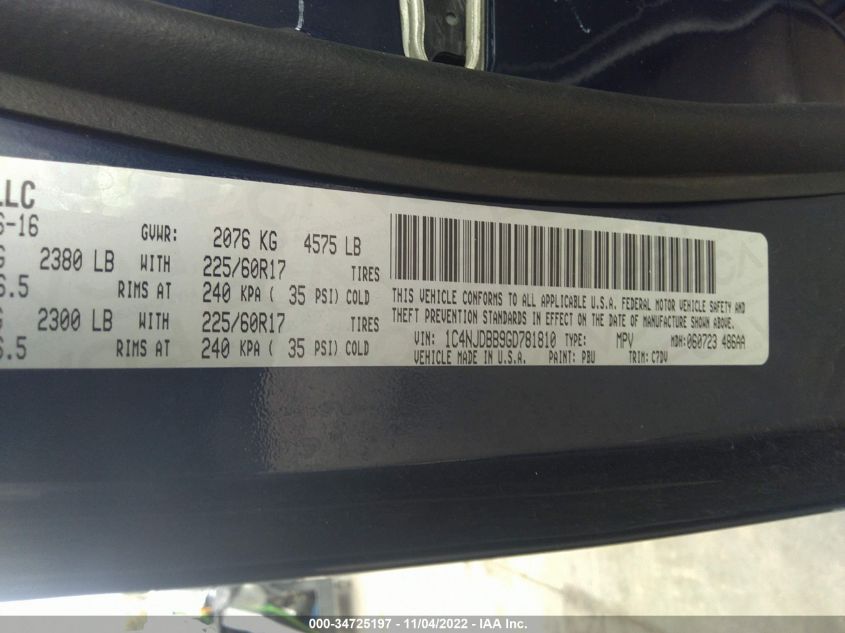 LLC
6-16
GVWR: 2076 KG 4575 LB
G 2380 LB WITH 225/60R17 TIRES
6.5 RIMS AT 240 KPA ( 35 PSI) COLD
G 2300 LB WITH 225/60R17 TIRES
6.5 RIMS AT 240 KPA ( 35 PSI) COLD
THIS VEHICLE CONFORMS TO ALL APPLICABLE U.S.A. FEDERAL MOTOR VEHICLE SAFETY AND
THEFT PREVENTION STANDARDS IN EFFECT ON THE DATE OF MANUFACTURE SHOWN ABOVE.
VIN: 1C4NJDBB9GD781810 TYPE: MPV MDH: 060723 486AA
VEHICLE MADE IN U.S.A. PAINT: PBU TRIM: C7DV
000-34725197 - 11/04/2022 - IAA Inc.